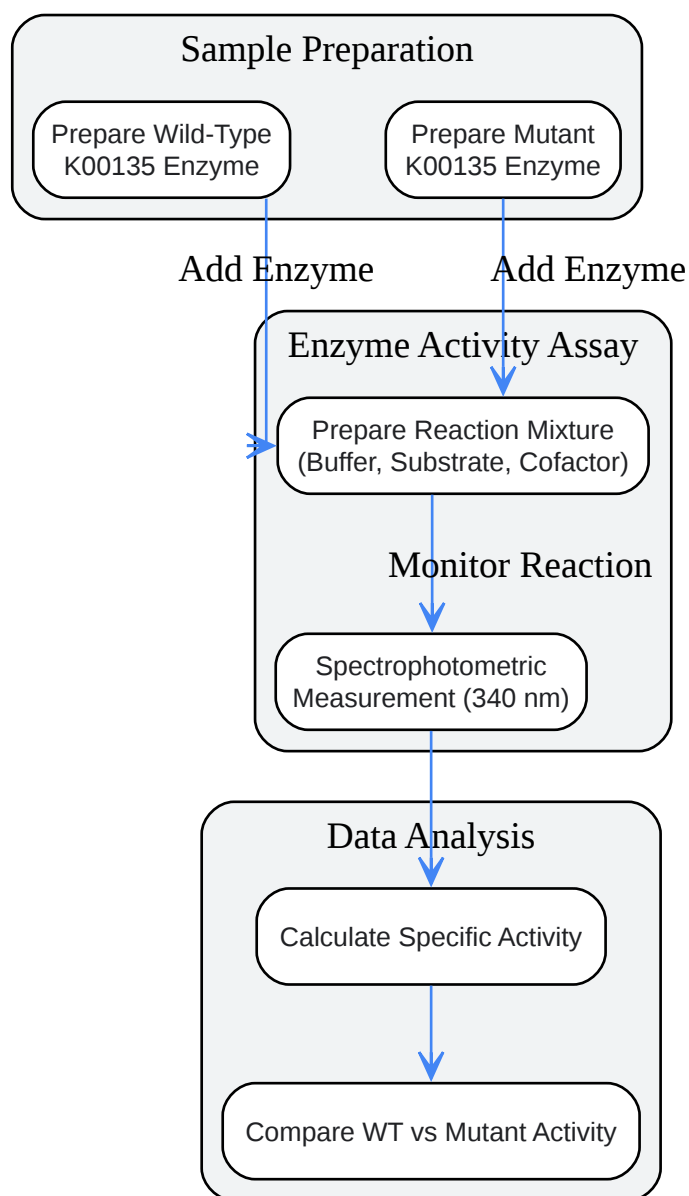 Sample Preparation
Prepare Wild-Type
K00135 Enzyme
Prepare Mutant
K00135 Enzyme
Add Enzyme
Add Enzyme
Enzyme Activity Assay
Prepare Reaction Mixture
(Buffer, Substrate, Cofactor)
Monitor Reaction
Spectrophotometric
Measurement (340 nm)
Data Analysis
Calculate Specific Activity
Compare WT vs Mutant Activity